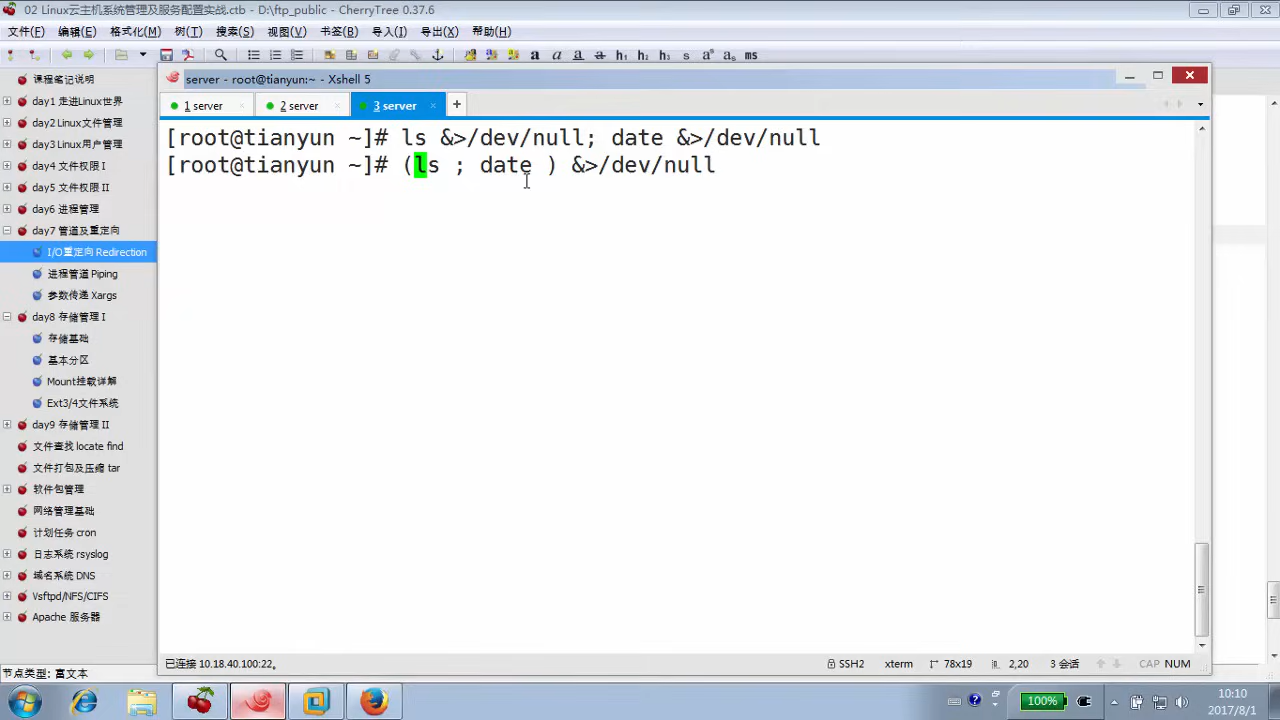 02 Linux云主机系统管理及服务配置实战.ctb - D:\ftp_public - CherryTree 0.37.6
文件(F) 编辑(E) 格式化(M) 树(T) 搜索(S) 视图(V) 书签(B) 导入(I) 导出(X) 帮助(H)
a a a a h₁ h₂ h₃ s aˢ aₛ ms
课程笔记说明
day1 走进Linux世界
day2 Linux文件管理
day3 Linux用户管理
day4 文件权限 I
day5 文件权限 II
day6 进程管理
day7 管道及重定向
I/O重定向 Redirection
进程管道 Piping
参数传递 Xargs
day8 存储管理 I
存储基础
基本分区
Mount挂载详解
Ext3/4文件系统
day9 存储管理 II
文件查找 locate find
文件打包及压缩 tar
软件包管理
网络管理基础
计划任务 cron
日志系统 rsyslog
域名系统 DNS
Vsftpd/NFS/CIFS
Apache 服务器
节点类型: 富文本
server - root@tianyun:~ - Xshell 5
1 server 2 server 3 server +
[root@tianyun ~]# ls &>/dev/null; date &>/dev/null
[root@tianyun ~]# (ls ; date ) &>/dev/null
已连接 10.18.40.100:22。 SSH2 xterm 78x19 2,20 3 会话 CAP NUM
100% 10:10
2017/8/1